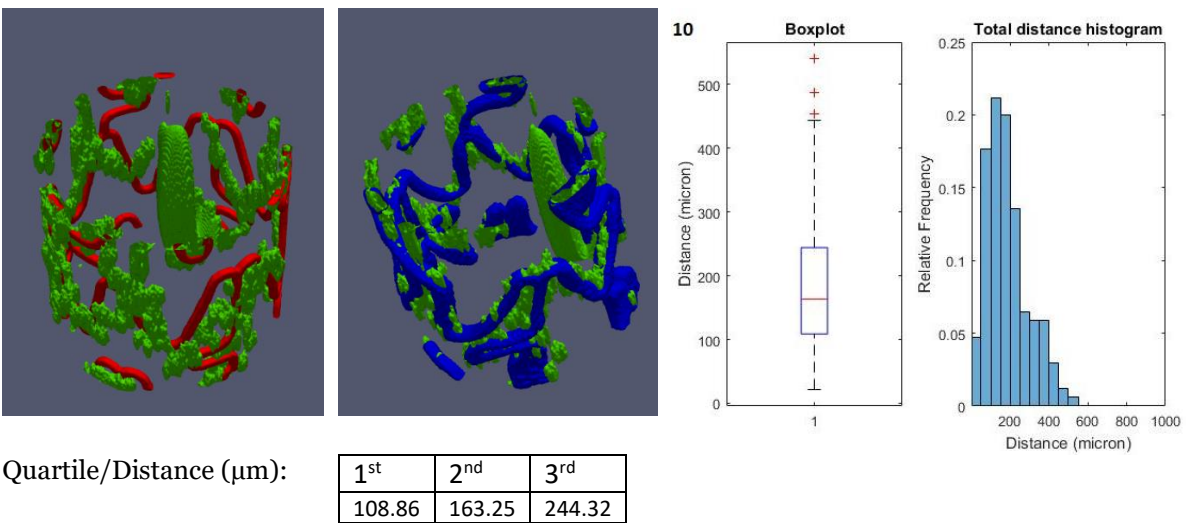 10
Boxplot
Distance (micron)
500
400
300
200
100
0
1
Total distance histogram
Relative Frequency
0.25
0.2
0.15
0.1
0.05
0
200 400 600 800 1000
Distance (micron)
Quartile/Distance (µm):
1st 2nd 3rd
108.86 163.25 244.32